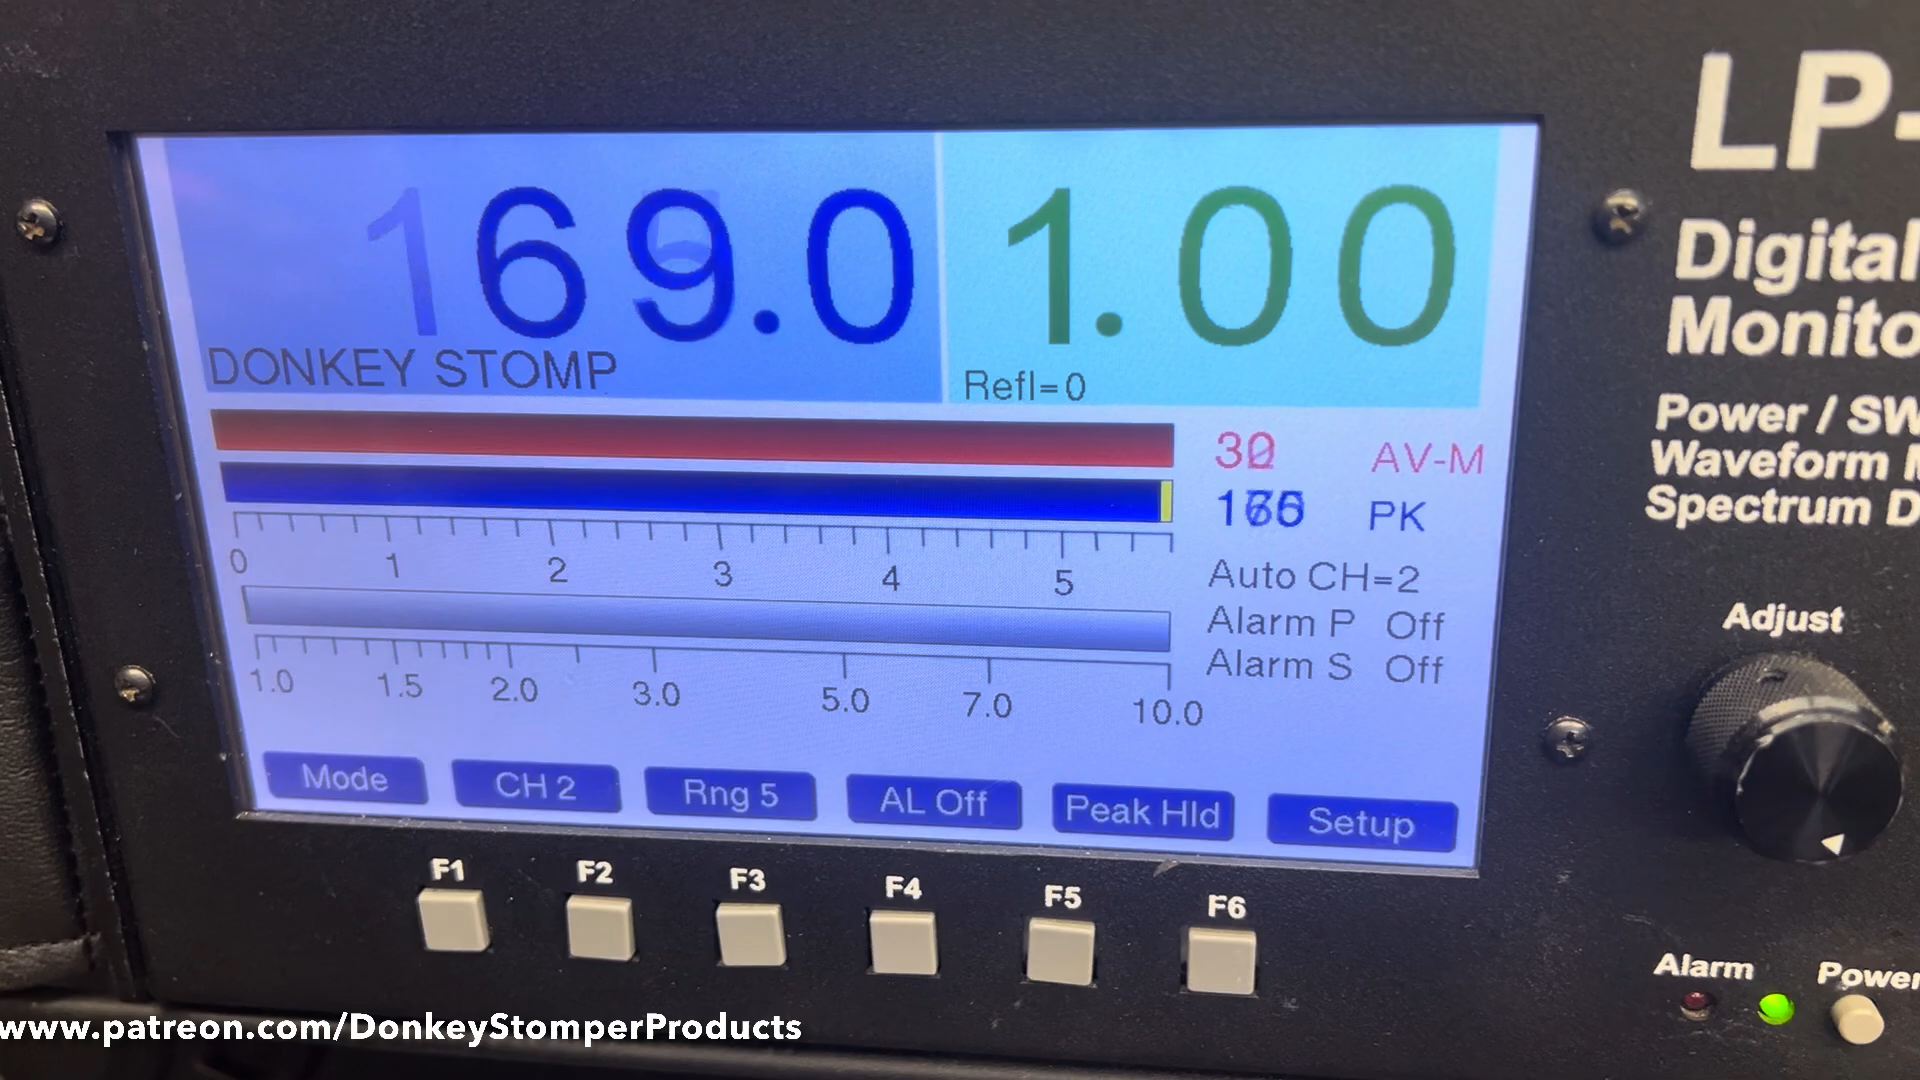 LP-
Digital
Monito
Power / SW
Waveform M
Spectrum D
69.0
1.00
DONKEY STOMP
Refl=0
AV-M
PK
0 1 2 3 4 5
Auto CH=2
Alarm P Off
Alarm S Off
1.0 1.5 2.0 3.0 5.0 7.0 10.0
Mode CH 2 Rng 5 AL Off Peak Hld Setup
F1 F2 F3 F4 F5 F6
Adjust
Alarm
Power
www.patreon.com/DonkeyStomperProducts